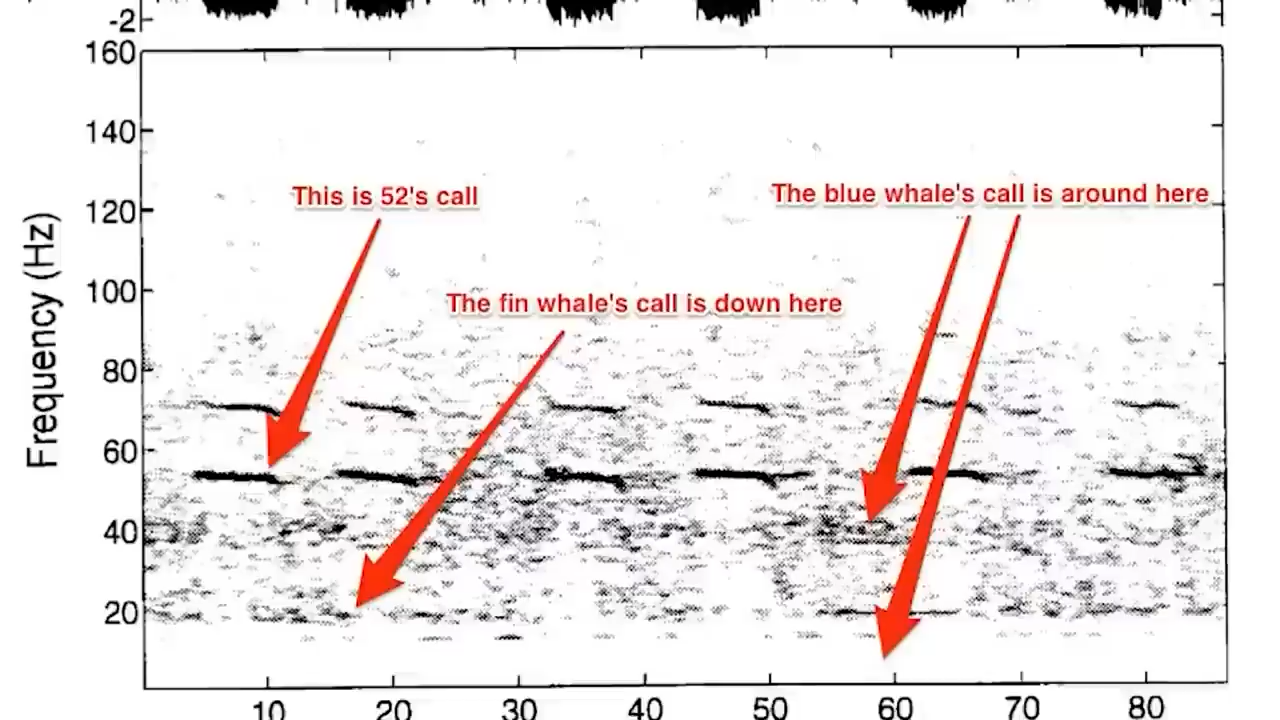 -2
160
140
This is 52's call
The blue whale's call is around here
120
The fin whale's call is down here
100
80
60
40
20
Frequency (Hz)
10 20 30 40 50 60 70 80